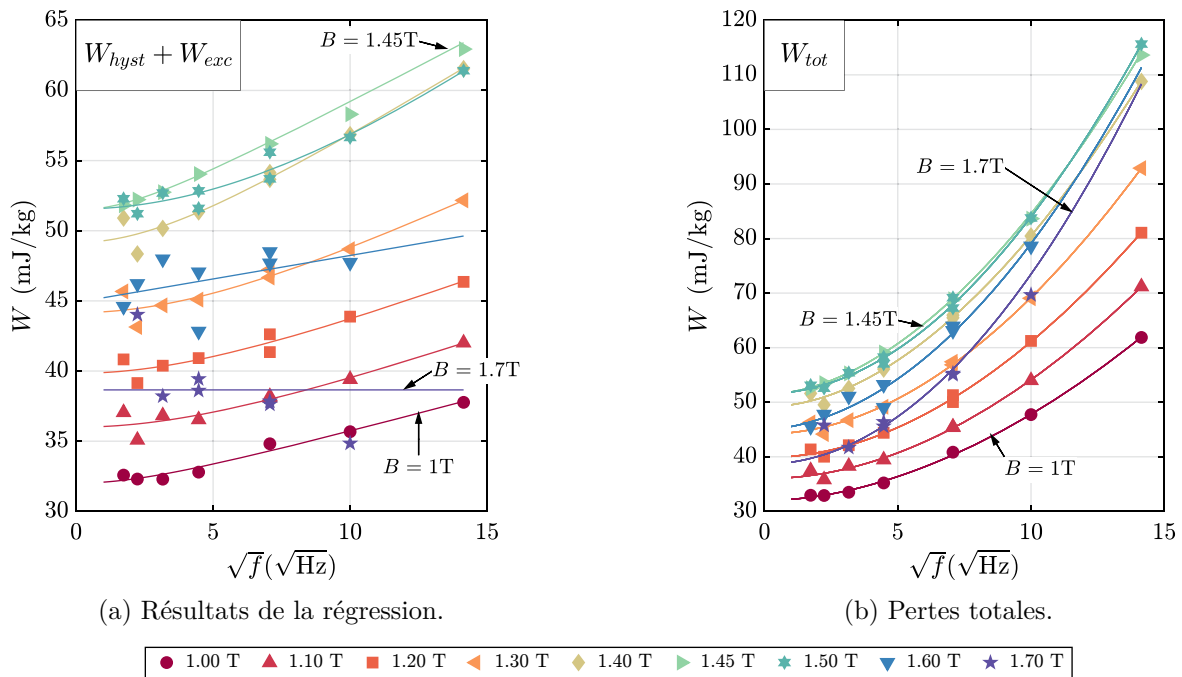 W_{hyst} + W_{exc}
B = 1.45T
B = 1.7T
B = 1T
65
60
55
50
45
40
35
30
W (mJ/kg)
0 5 10 15
√f(√Hz)
(a) Résultats de la régression.
W_{tot}
B = 1.7T
B = 1.45T
B = 1T
120
110
100
90
80
70
60
50
40
30
W (mJ/kg)
0 5 10 15
√f(√Hz)
(b) Pertes totales.
1.00 T 1.10 T 1.20 T 1.30 T 1.40 T 1.45 T 1.50 T 1.60 T 1.70 T